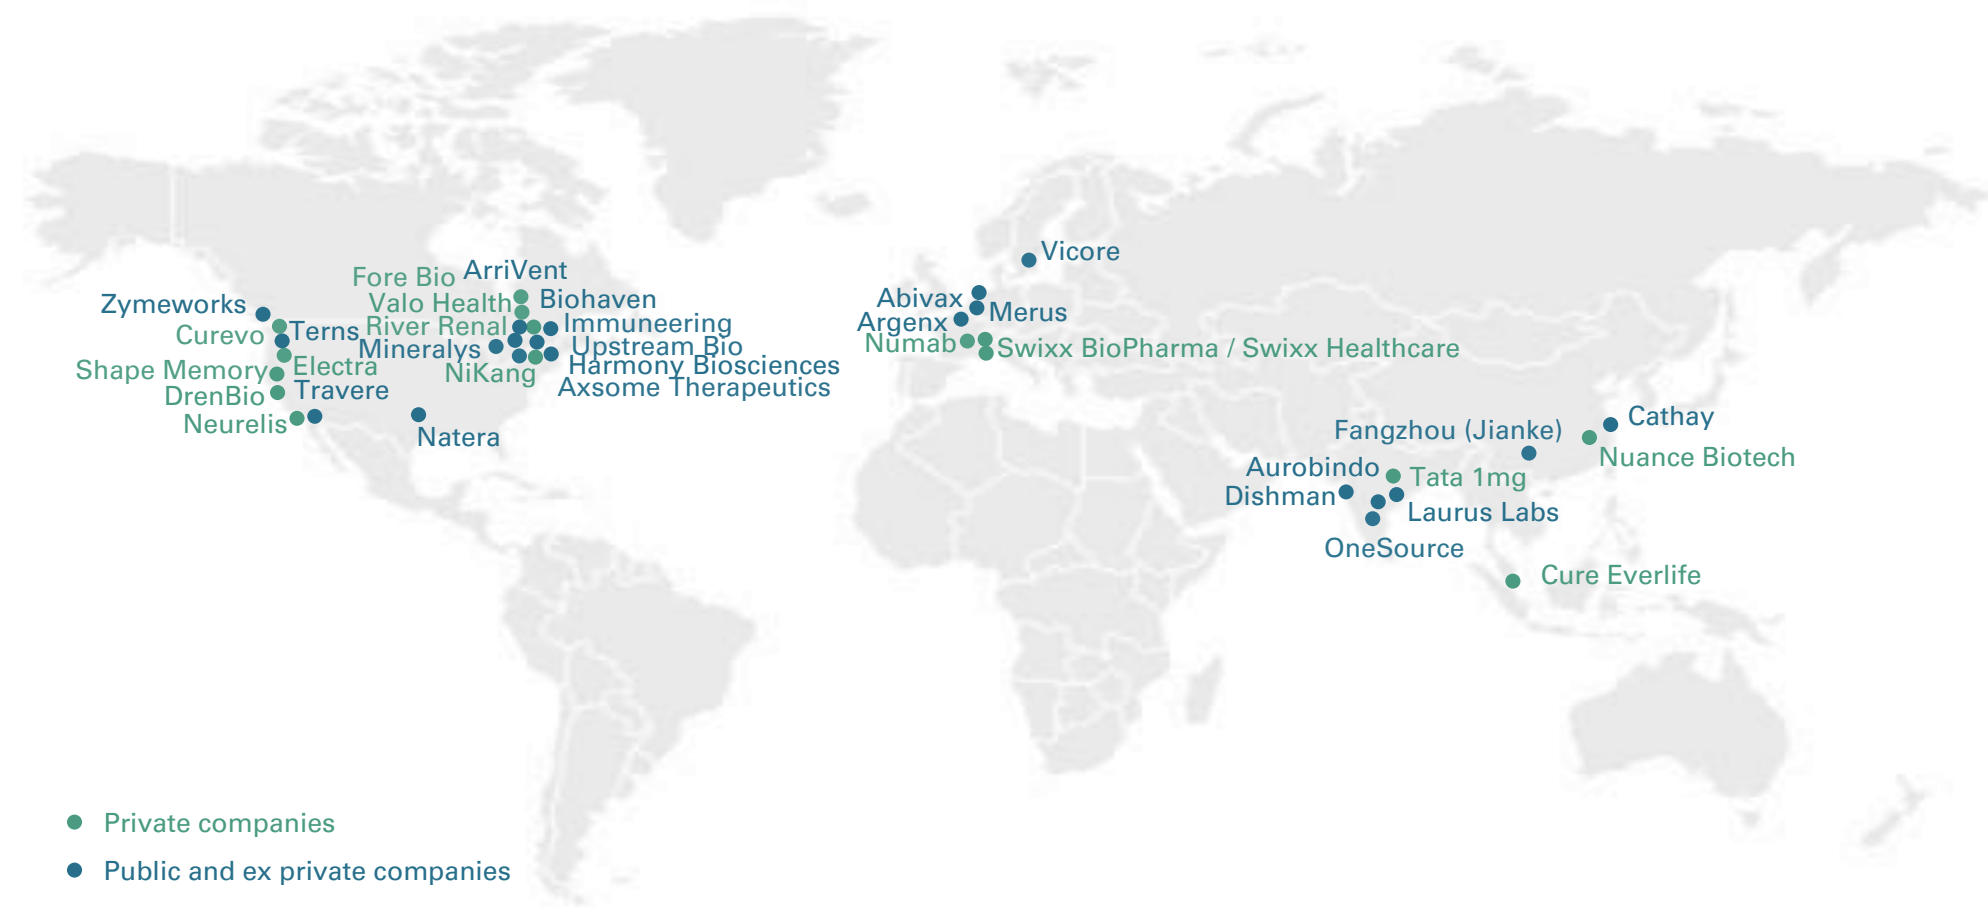 Zymeworks
Curevo
Terns
Shape Memory
Electra
DrenBio
Travere
Neurelis
Natera
Fore Bio
ArriVent
Valo Health
Biohaven
River Renal
Immuneering
Mineralys
Upstream Bio
NiKang
Harmony Biosciences
Axsome Therapeutics
Vicore
Abivax
Merus
Argenx
Numab
Swixx BioPharma / Swixx Healthcare
Fangzhou (Jianke)
Cathay
Nuance Biotech
Aurobindo
Tata 1mg
Dishman
Laurus Labs
OneSource
Cure Everlife
Private companies
Public and ex private companies